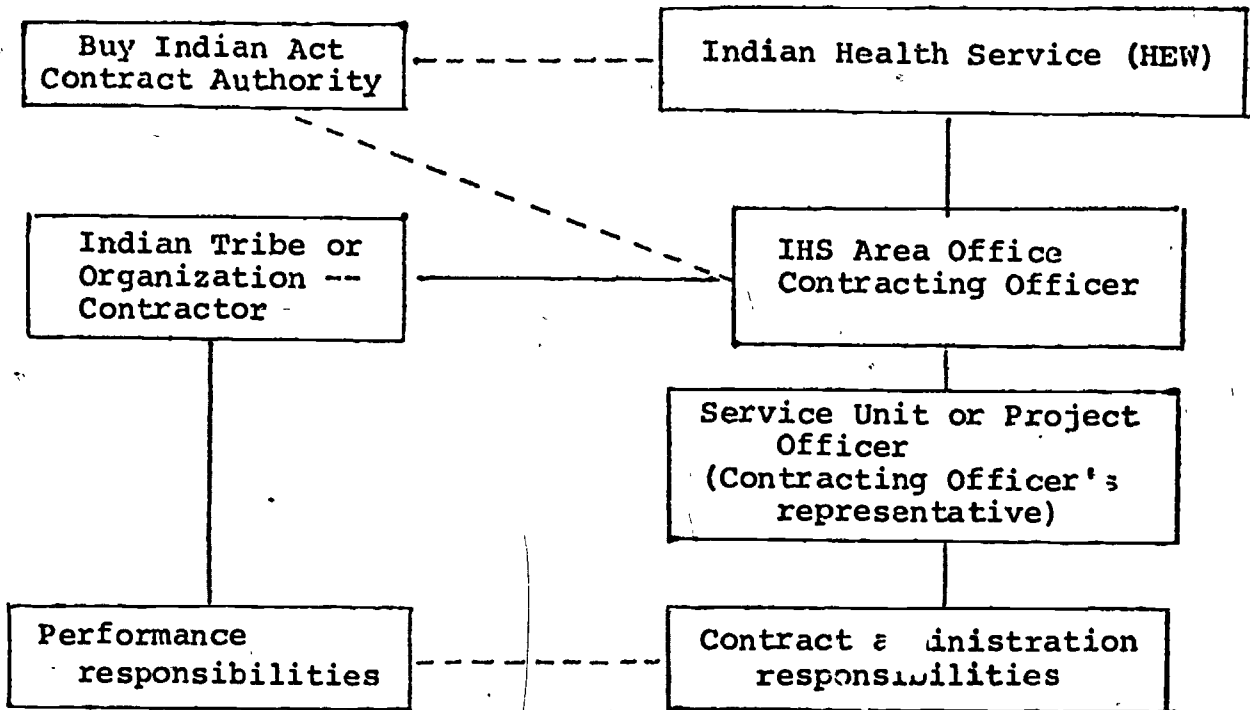 Buy Indian Act
Contract Authority
Indian Health Service (HEW)
Indian Tribe or
Organization --
Contractor
IHS Area Office
Contracting Officer
Service Unit or Project
Officer
(Contracting Officer's
representative)
Performance
responsibilities
Contract
responsibilities